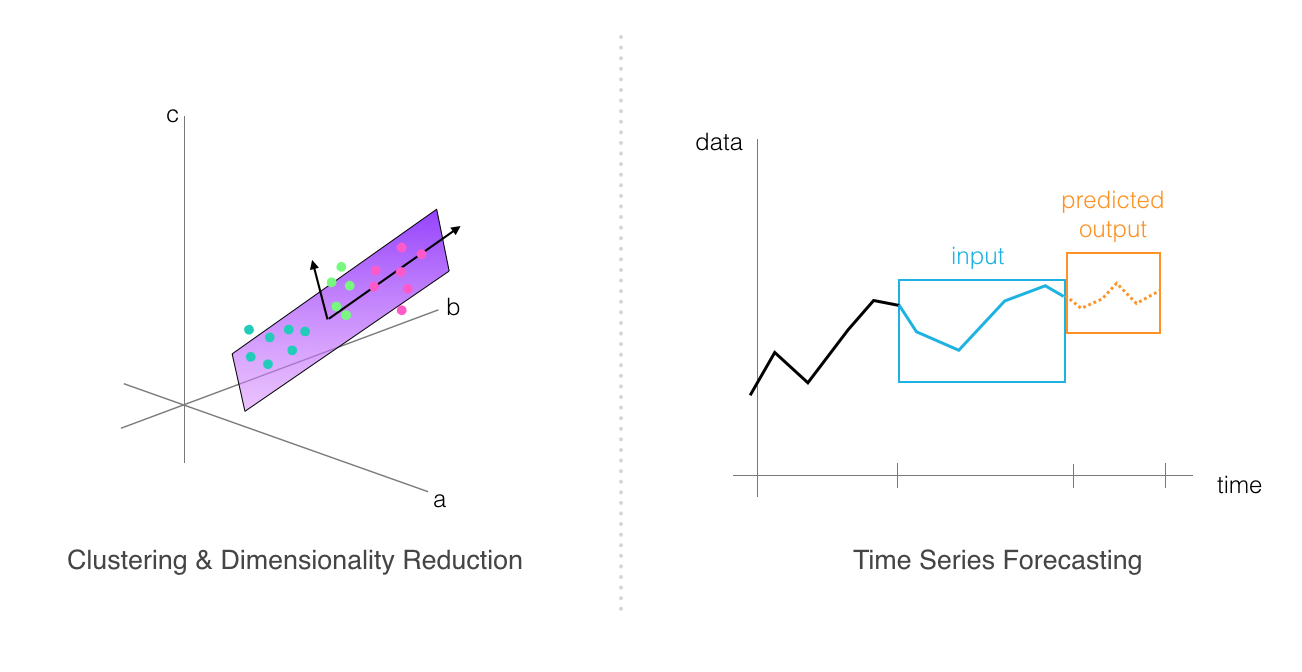 c
b
a
Clustering & Dimensionality Reduction
data
predicted
output
input
time
Time Series Forecasting